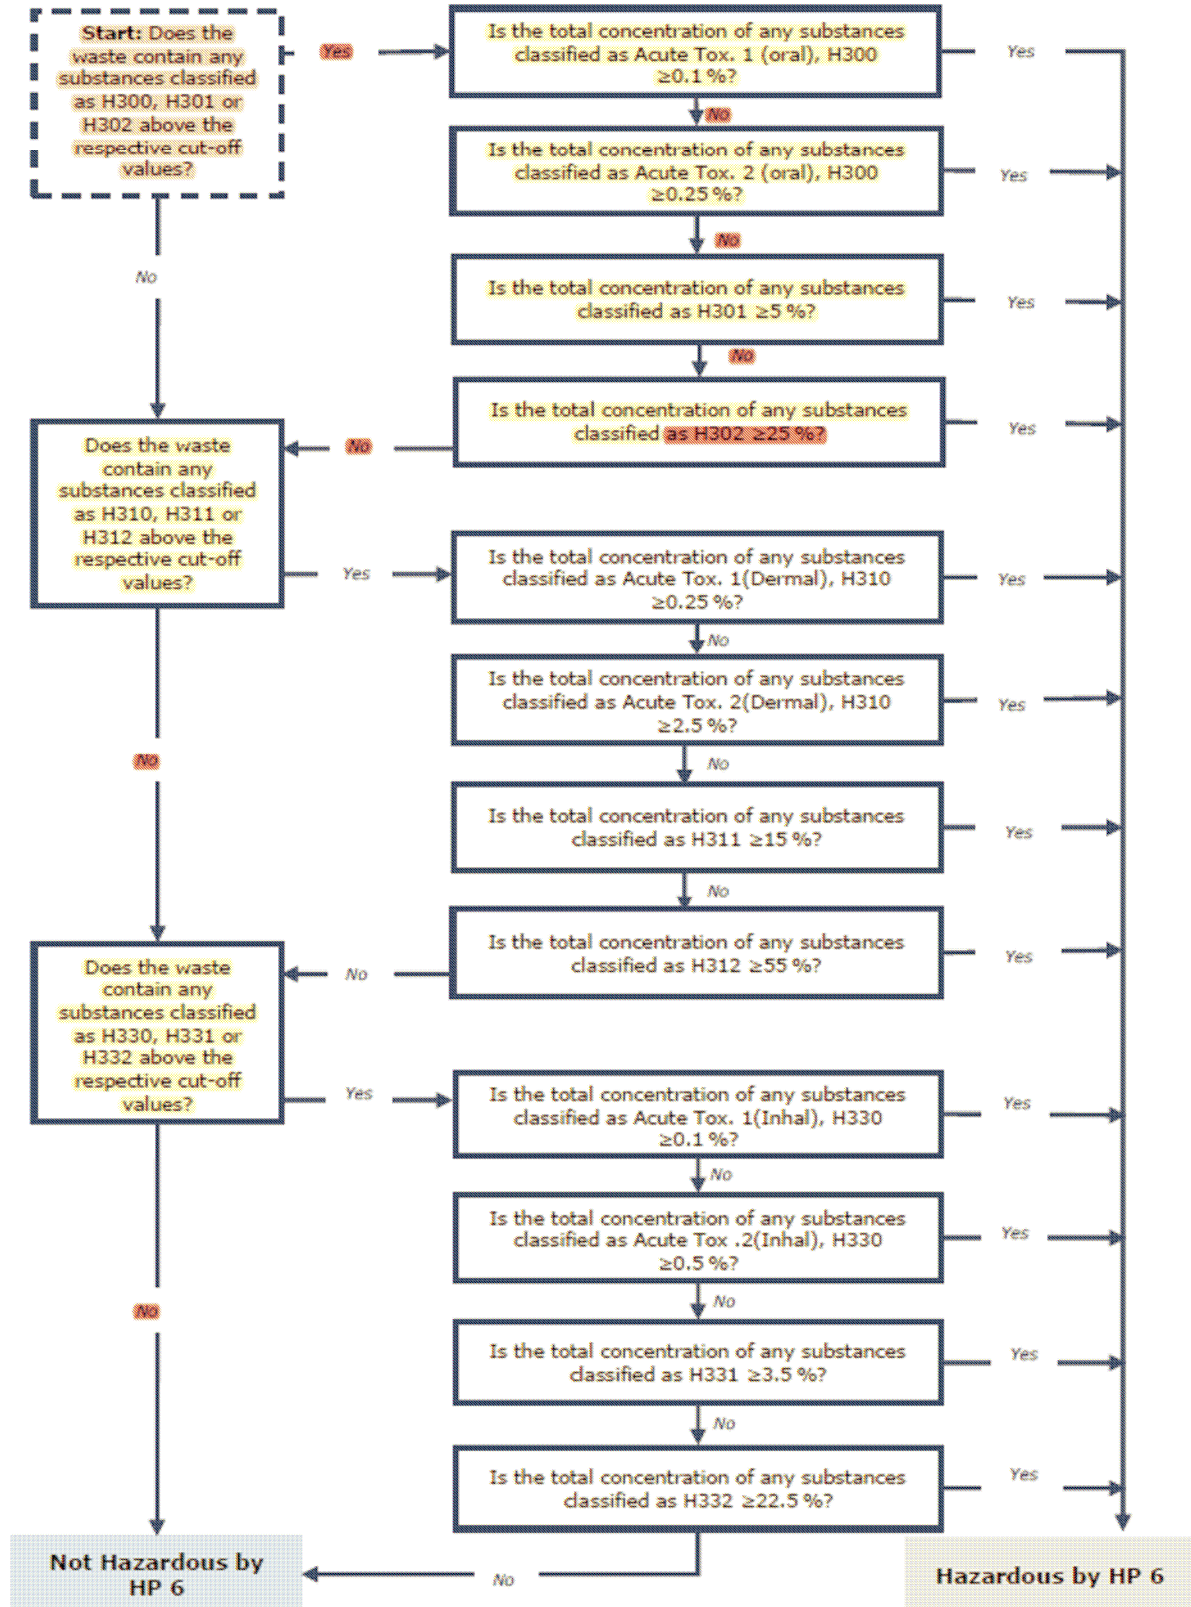 Start: Does the
waste contain any
substances classified
as H300, H301 or
H302 above the
respective cut-off
values?
Yes
Is the total concentration of any substances
classified as Acute Tox. 1 (oral), H300
≥0.1 %?
Yes
No
Is the total concentration of any substances
classified as Acute Tox. 2 (oral), H300
≥0.25 %?
Yes
No
No
Is the total concentration of any substances
classified as H301 ≥5 %?
Yes
No
Is the total concentration of any substances
classified as H302 ≥25 %?
Yes
No
Does the waste
contain any
substances classified
as H310, H311 or
H312 above the
respective cut-off
values?
Yes
Is the total concentration of any substances
classified as Acute Tox. 1(Dermal), H310
≥0.25 %?
Yes
No
Is the total concentration of any substances
classified as Acute Tox. 2(Dermal), H310
≥2.5 %?
Yes
No
No
Is the total concentration of any substances
classified as H311 ≥15 %?
Yes
No
Is the total concentration of any substances
classified as H312 ≥55 %?
Yes
No
Does the waste
contain any
substances classified
as H330, H331 or
H332 above the
respective cut-off
values?
Yes
Is the total concentration of any substances
classified as Acute Tox. 1(Inhal), H330
≥0.1 %?
Yes
No
Is the total concentration of any substances
classified as Acute Tox .2(Inhal), H330
≥0.5 %?
Yes
No
No
Is the total concentration of any substances
classified as H331 ≥3.5 %?
Yes
No
Is the total concentration of any substances
classified as H332 ≥22.5 %?
Yes
No
Not Hazardous by
HP 6
Hazardous by HP 6